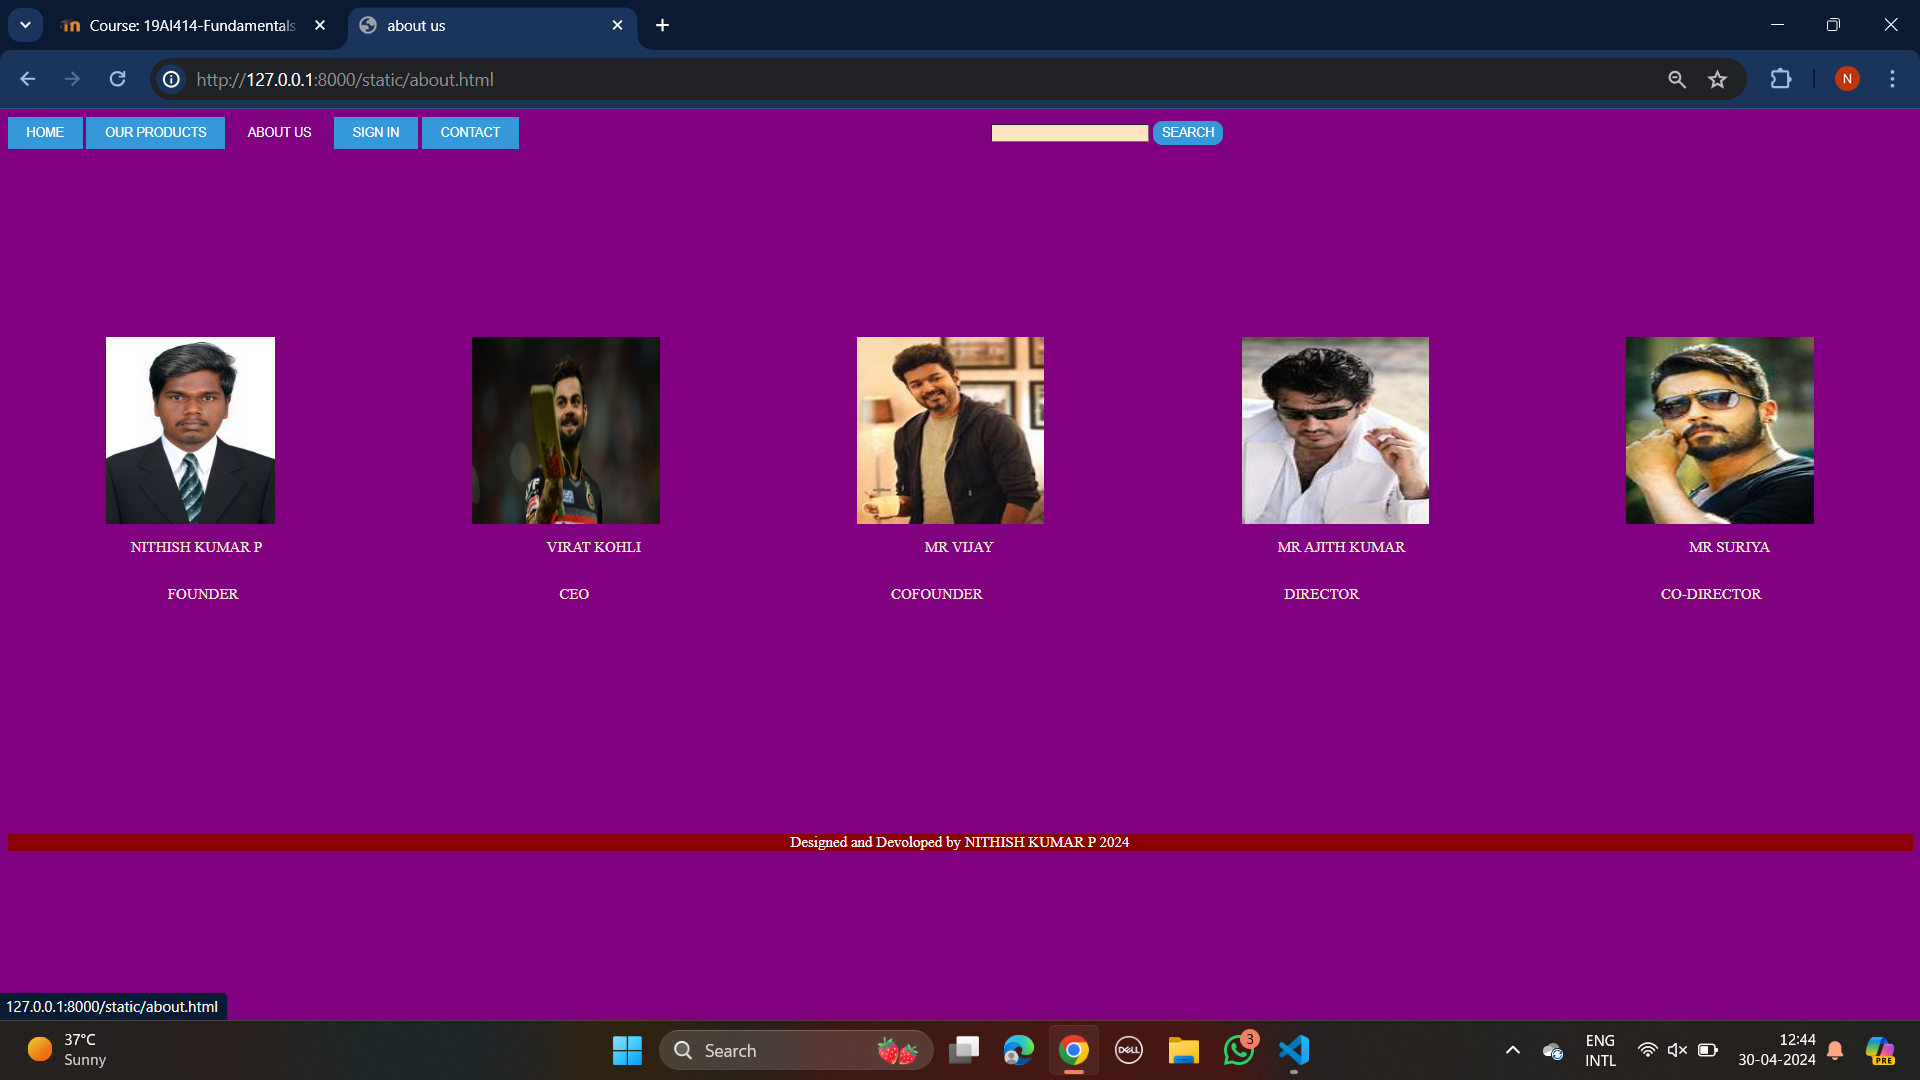 Course: 19AI414-Fundamentals
about us
http://127.0.0.1:8000/static/about.html
N
HOME OUR PRODUCTS ABOUT US SIGN IN CONTACT SEARCH
NITHISH KUMAR P VIRAT KOHLI MR VIJAY MR AJITH KUMAR MR SURIYA
FOUNDER CEO COFOUNDER DIRECTOR CO-DIRECTOR
Designed and Devoloped by NITHISH KUMAR P 2024
127.0.0.1:8000/static/about.html
37°C
Sunny
Search
DELL
3
ENG
INTL
12:44
30-04-2024
PRE